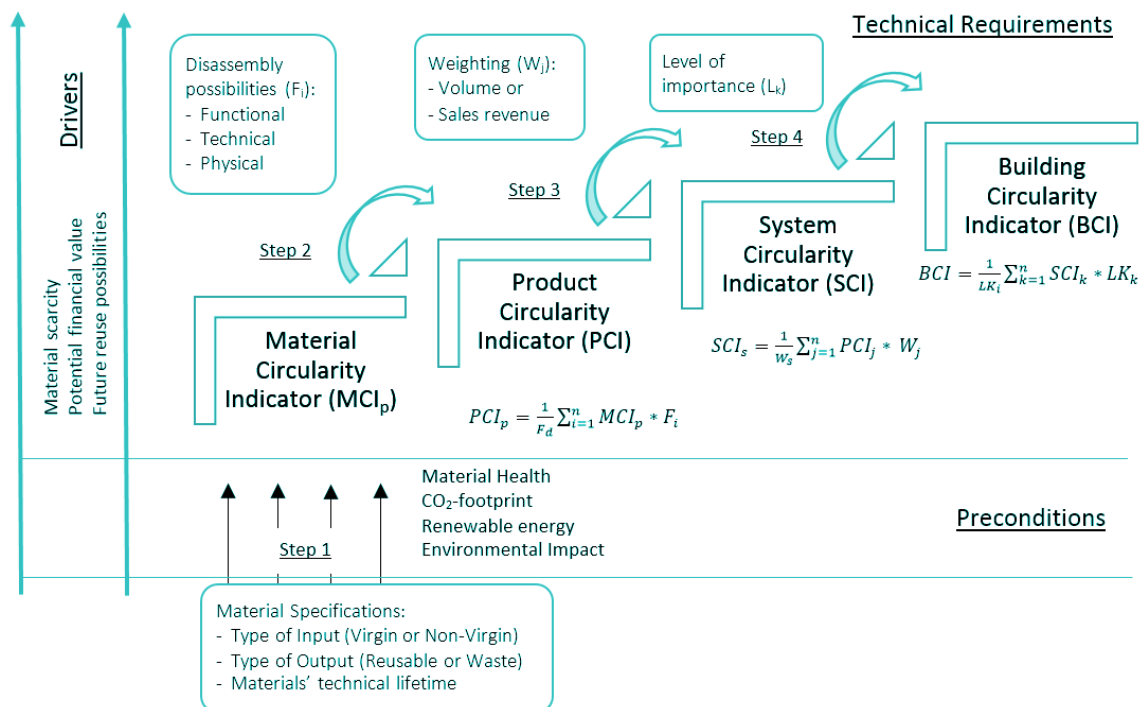 Technical Requirements
Drivers
Material scarcity
Potential financial value
Future reuse possibilities
Disassembly
possibilities (Fi):
- Functional
- Technical
- Physical
Weighting (Wj):
- Volume or
- Sales revenue
Level of
importance (Lk)
Step 2
Step 3
Step 4
Material
Circularity
Indicator (MCIp)
Product
Circularity
Indicator (PCI)
System
Circularity
Indicator (SCI)
Building
Circularity
Indicator (BCI)
PCIp = 1/Fd ∑ⁿi=1 MCIp * Fi
SCIs = 1/Ws ∑ⁿj=1 PCIj * Wj
BCI = 1/LKi ∑ⁿk=1 SCIk * LKk
Material Health
CO₂-footprint
Renewable energy
Environmental Impact
Preconditions
Step 1
Material Specifications:
- Type of Input (Virgin or Non-Virgin)
- Type of Output (Reusable or Waste)
- Materials' technical lifetime